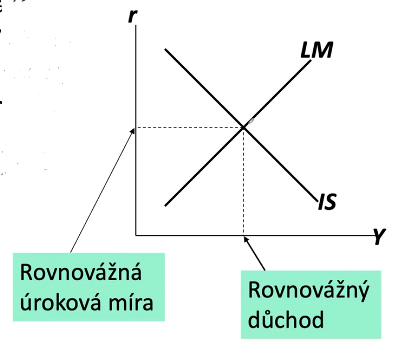 r
LM
IS
Y
Rovnovážná
úroková míra
Rovnovážný
důchod